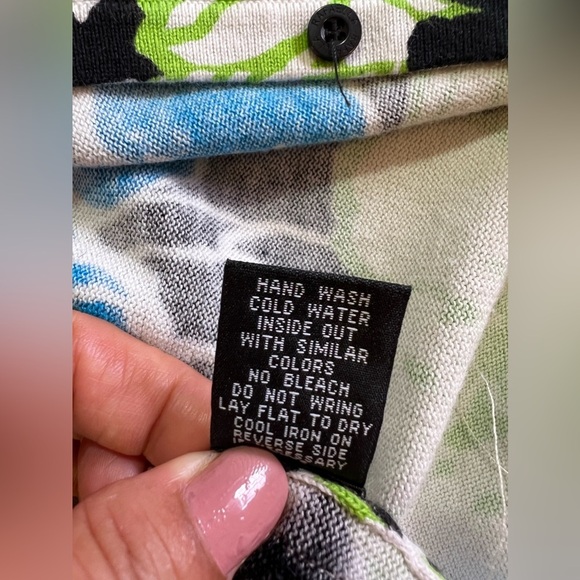 HAND WASH
COLD WATER
INSIDE OUT
WITH SIMILAR
COLORS
NO BLEACH
DO NOT WRING
LAY FLAT TO DRY
COOL IRON ON
REVERSE SIDE